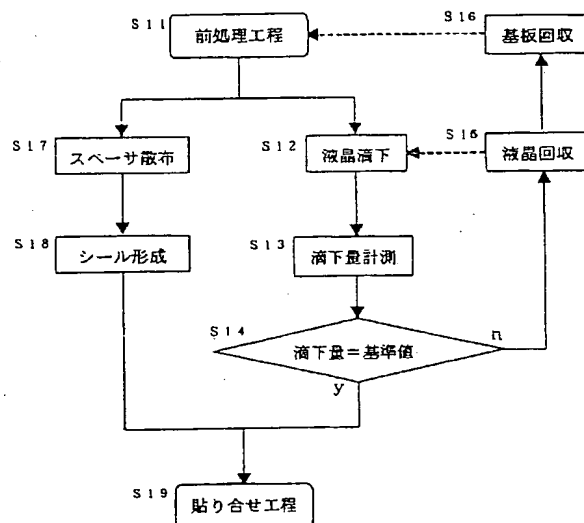 S11
前処理工程
S16
基板回収
S17
スペーサ散布
S12
液晶滴下
S15
液晶回収
S18
シール形成
S13
滴下量計測
S14
滴下量＝基準値
n
y
S19
貼り合せ工程